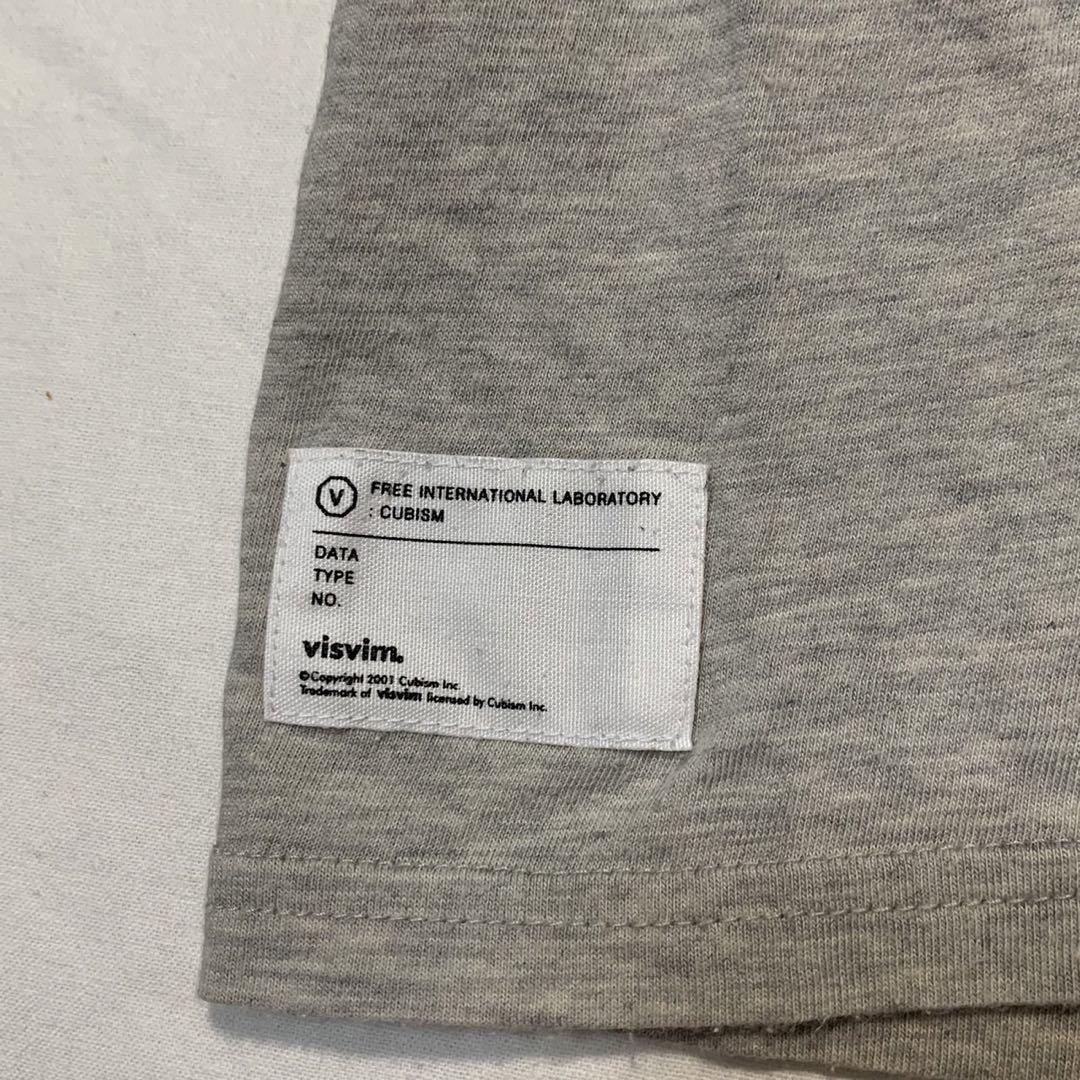 V FREE INTERNATIONAL LABORATORY
: CUBISM
DATA
TYPE
NO.
visvim.
©Copyright 2001 Cubism Inc.
Trademark of visvim licensed by Cubism Inc.